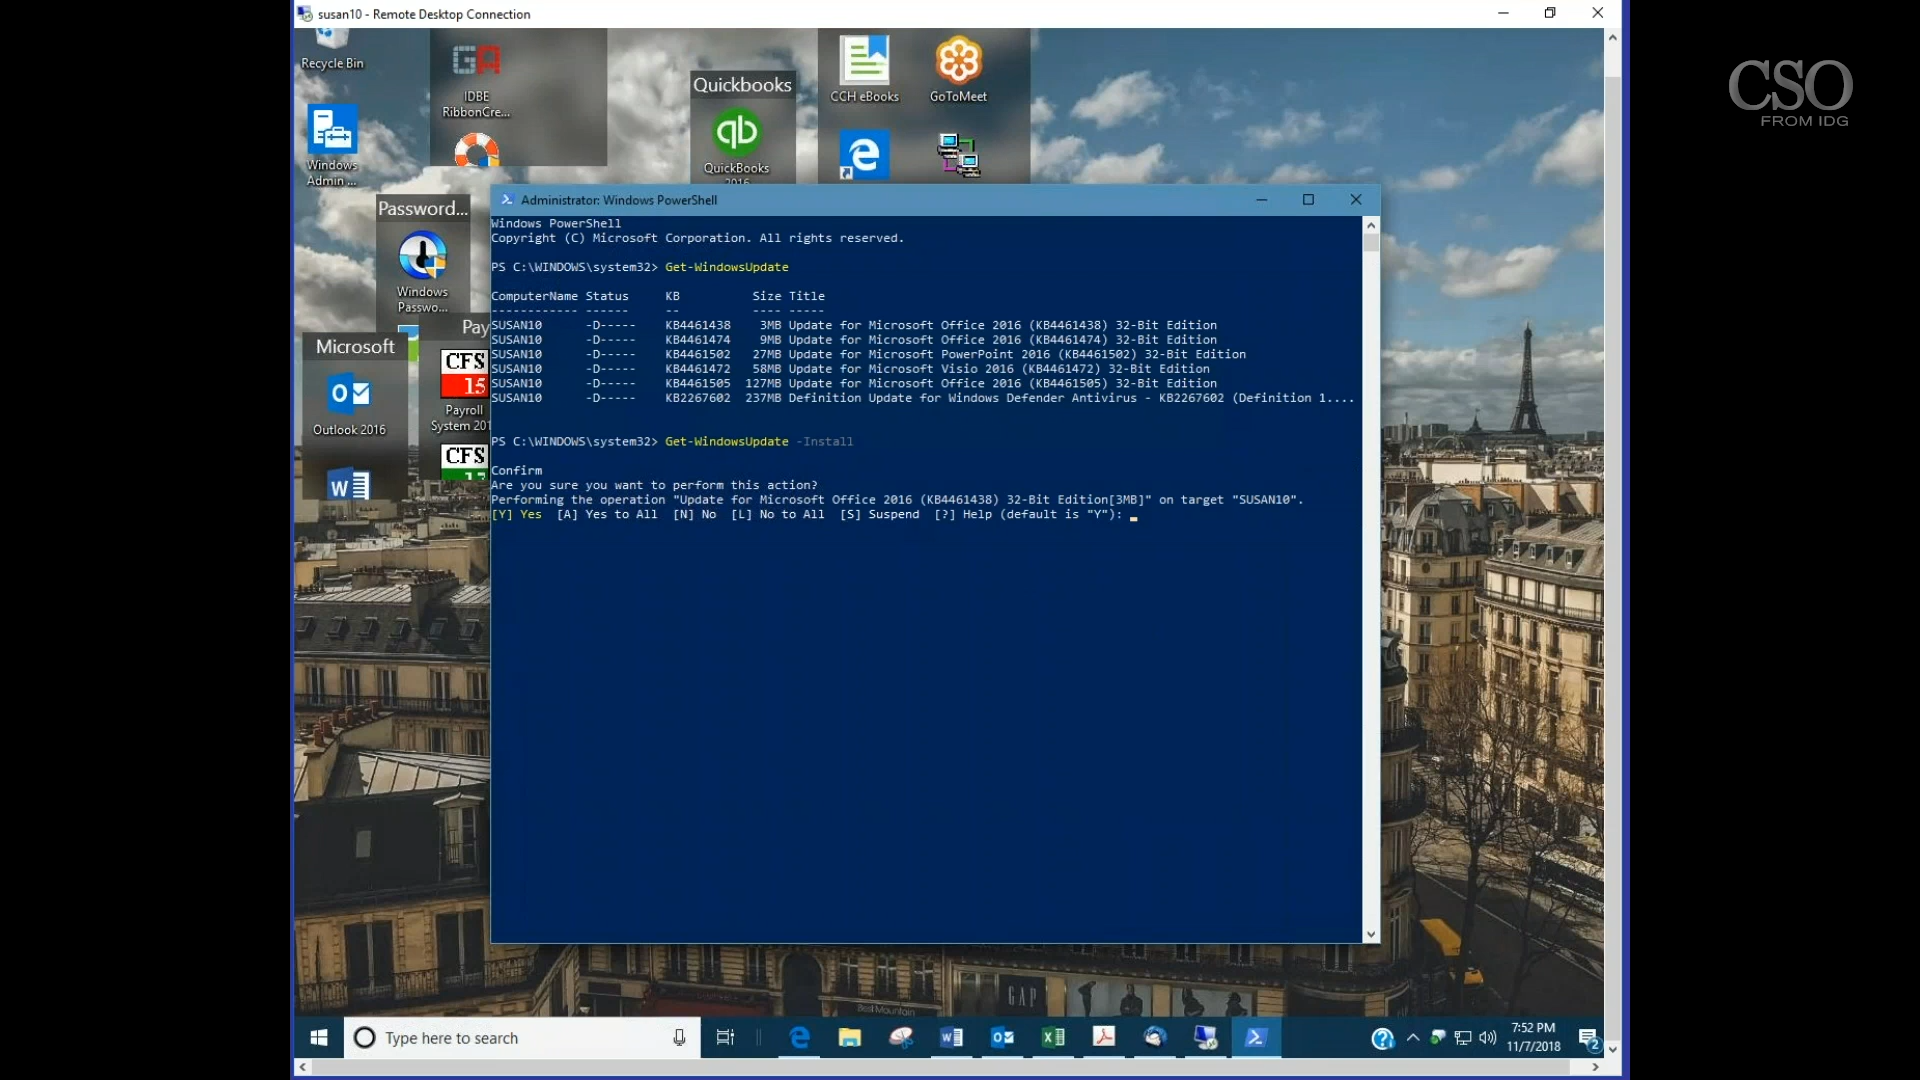 susan10 - Remote Desktop Connection
CSO
FROM IDG
Recycle Bin
GA
IDBE
RibbonCre...
Quickbooks
qb
QuickBooks
2016
CCH eBooks
GoToMeet
Windows
Admin ...
Password...
Windows
Passwo...
Microsoft
Outlook 2016
Pay
CFS
15
Payroll
System 201
CFS
Administrator: Windows PowerShell
Windows PowerShell
Copyright (C) Microsoft Corporation. All rights reserved.
PS C:\WINDOWS\system32> Get-WindowsUpdate
ComputerName Status KB Size Title
------------ ------ -- ---- -----
SUSAN10 -D----- KB4461438 3MB Update for Microsoft Office 2016 (KB4461438) 32-Bit Edition
SUSAN10 -D----- KB4461474 9MB Update for Microsoft Office 2016 (KB4461474) 32-Bit Edition
SUSAN10 -D----- KB4461502 27MB Update for Microsoft PowerPoint 2016 (KB4461502) 32-Bit Edition
SUSAN10 -D----- KB4461472 58MB Update for Microsoft Visio 2016 (KB4461472) 32-Bit Edition
SUSAN10 -D----- KB4461505 127MB Update for Microsoft Office 2016 (KB4461505) 32-Bit Edition
SUSAN10 -D----- KB2267602 237MB Definition Update for Windows Defender Antivirus - KB2267602 (Definition 1....
PS C:\WINDOWS\system32> Get-WindowsUpdate -Install
Confirm
Are you sure you want to perform this action?
Performing the operation "Update for Microsoft Office 2016 (KB4461438) 32-Bit Edition[3MB]" on target "SUSAN10".
[Y] Yes [A] Yes to All [N] No [L] No to All [S] Suspend [?] Help (default is "Y"):
GAP
Best Mountain
Type here to search
7:52 PM
11/7/2018
2